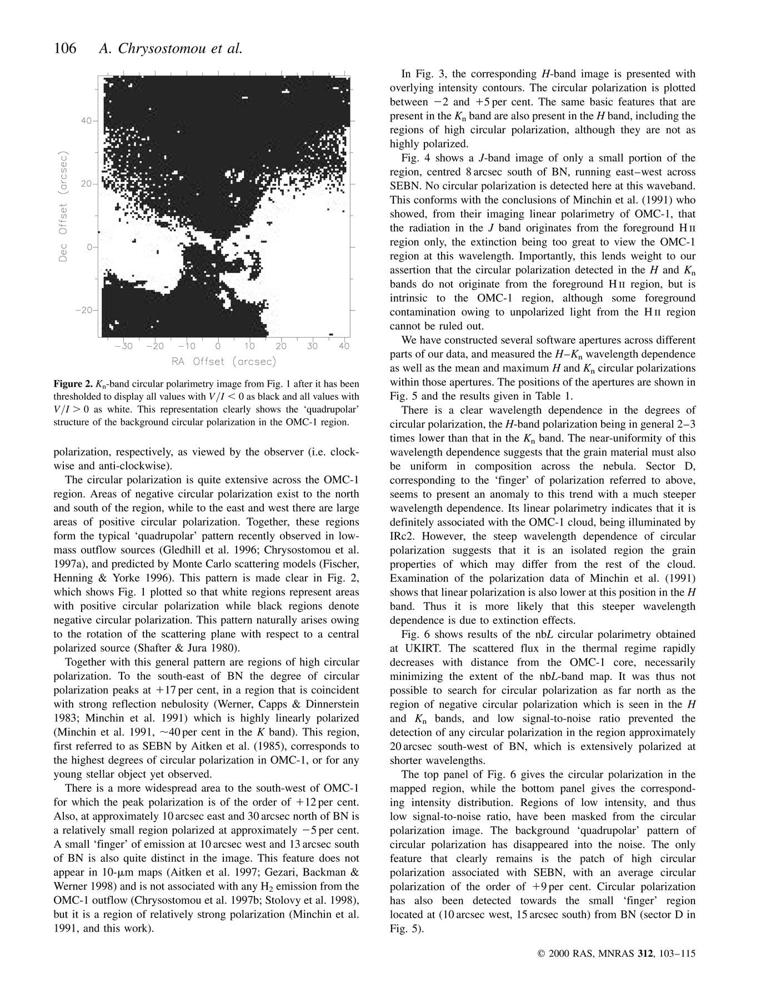 106 A. Chrysostomou et al.
40
20
0
−20
Dec Offset (arcsec)
−30 −20 −10 0 10 20 30 40
RA Offset (arcsec)
Figure 2. Kn-band circular polarimetry image from Fig. 1 after it has been
thresholded to display all values with V/I < 0 as black and all values with
V/I > 0 as white. This representation clearly shows the ‘quadrupolar’
structure of the background circular polarization in the OMC-1 region.
polarization, respectively, as viewed by the observer (i.e. clock-
wise and anti-clockwise).
The circular polarization is quite extensive across the OMC-1
region. Areas of negative circular polarization exist to the north
and south of the region, while to the east and west there are large
areas of positive circular polarization. Together, these regions
form the typical ‘quadrupolar’ pattern recently observed in low-
mass outflow sources (Gledhill et al. 1996; Chrysostomou et al.
1997a), and predicted by Monte Carlo scattering models (Fischer,
Henning & Yorke 1996). This pattern is made clear in Fig. 2,
which shows Fig. 1 plotted so that white regions represent areas
with positive circular polarization while black regions denote
negative circular polarization. This pattern naturally arises owing
to the rotation of the scattering plane with respect to a central
polarized source (Shafter & Jura 1980).
Together with this general pattern are regions of high circular
polarization. To the south-east of BN the degree of circular
polarization peaks at +17 per cent, in a region that is coincident
with strong reflection nebulosity (Werner, Capps & Dinnerstein
1983; Minchin et al. 1991) which is highly linearly polarized
(Minchin et al. 1991, ~40 per cent in the K band). This region,
first referred to as SEBN by Aitken et al. (1985), corresponds to
the highest degrees of circular polarization in OMC-1, or for any
young stellar object yet observed.
There is a more widespread area to the south-west of OMC-1
for which the peak polarization is of the order of +12 per cent.
Also, at approximately 10 arcsec east and 30 arcsec north of BN is
a relatively small region polarized at approximately −5 per cent.
A small ‘finger’ of emission at 10 arcsec west and 13 arcsec south
of BN is also quite distinct in the image. This feature does not
appear in 10-μm maps (Aitken et al. 1997; Gezari, Backman &
Werner 1998) and is not associated with any H2 emission from the
OMC-1 outflow (Chrysostomou et al. 1997b; Stolovy et al. 1998),
but it is a region of relatively strong polarization (Minchin et al.
1991, and this work).
In Fig. 3, the corresponding H-band image is presented with
overlying intensity contours. The circular polarization is plotted
between −2 and +5 per cent. The same basic features that are
present in the Kn band are also present in the H band, including the
regions of high circular polarization, although they are not as
highly polarized.
Fig. 4 shows a J-band image of only a small portion of the
region, centred 8 arcsec south of BN, running east–west across
SEBN. No circular polarization is detected here at this waveband.
This conforms with the conclusions of Minchin et al. (1991) who
showed, from their imaging linear polarimetry of OMC-1, that
the radiation in the J band originates from the foreground H II
region only, the extinction being too great to view the OMC-1
region at this wavelength. Importantly, this lends weight to our
assertion that the circular polarization detected in the H and Kn
bands do not originate from the foreground H II region, but is
intrinsic to the OMC-1 region, although some foreground
contamination owing to unpolarized light from the H II region
cannot be ruled out.
We have constructed several software apertures across different
parts of our data, and measured the H–Kn wavelength dependence
as well as the mean and maximum H and Kn circular polarizations
within those apertures. The positions of the apertures are shown in
Fig. 5 and the results given in Table 1.
There is a clear wavelength dependence in the degrees of
circular polarization, the H-band polarization being in general 2–3
times lower than that in the Kn band. The near-uniformity of this
wavelength dependence suggests that the grain material must also
be uniform in composition across the nebula. Sector D,
corresponding to the ‘finger’ of polarization referred to above,
seems to present an anomaly to this trend with a much steeper
wavelength dependence. Its linear polarimetry indicates that it is
definitely associated with the OMC-1 cloud, being illuminated by
IRc2. However, the steep wavelength dependence of circular
polarization suggests that it is an isolated region the grain
properties of which may differ from the rest of the cloud.
Examination of the polarization data of Minchin et al. (1991)
shows that linear polarization is also lower at this position in the H
band. Thus it is more likely that this steeper wavelength
dependence is due to extinction effects.
Fig. 6 shows results of the nbL circular polarimetry obtained
at UKIRT. The scattered flux in the thermal regime rapidly
decreases with distance from the OMC-1 core, necessarily
minimizing the extent of the nbL-band map. It was thus not
possible to search for circular polarization as far north as the
region of negative circular polarization which is seen in the H
and Kn bands, and low signal-to-noise ratio prevented the
detection of any circular polarization in the region approximately
20 arcsec south-west of BN, which is extensively polarized at
shorter wavelengths.
The top panel of Fig. 6 gives the circular polarization in the
mapped region, while the bottom panel gives the correspond-
ing intensity distribution. Regions of low intensity, and thus
low signal-to-noise ratio, have been masked from the circular
polarization image. The background ‘quadrupolar’ pattern of
circular polarization has disappeared into the noise. The only
feature that clearly remains is the patch of high circular
polarization associated with SEBN, with an average circular
polarization of the order of +9 per cent. Circular polarization
has also been detected towards the small ‘finger’ region
located at (10 arcsec west, 15 arcsec south) from BN (sector D in
Fig. 5).
© 2000 RAS, MNRAS 312, 103–115